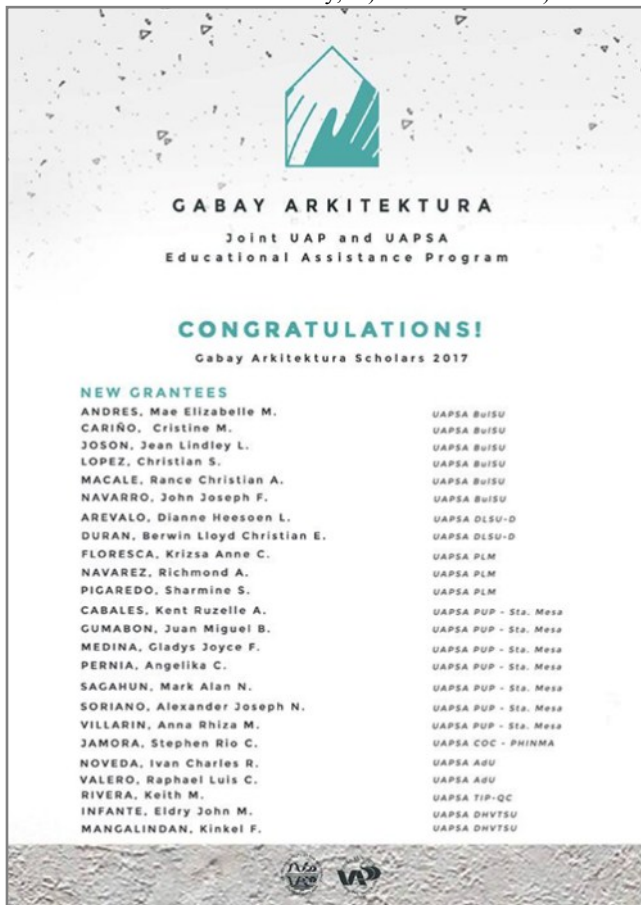 GABAY ARKITEKTURA
Joint UAP and UAPSA
Educational Assistance Program
CONGRATULATIONS!
Gabay Arkitektura Scholars 2017
NEW GRANTEES
ANDRES, Mae Elizabelle M. UAPSA BulSU
CARIÑO, Cristine M. UAPSA BulSU
JOSON, Jean Lindley L. UAPSA BulSU
LOPEZ, Christian S. UAPSA BulSU
MACALE, Rance Christian A. UAPSA BulSU
NAVARRO, John Joseph F. UAPSA BulSU
AREVALO, Dianne Heesoen L. UAPSA DLSU-D
DURAN, Berwin Lloyd Christian E. UAPSA DLSU-D
FLORESCA, Krizsa Anne C. UAPSA PLM
NAVAREZ, Richmond A. UAPSA PLM
PIGAREDO, Sharmine S. UAPSA PLM
CABALES, Kent Ruzelle A. UAPSA PUP - Sta. Mesa
GUMABON, Juan Miguel B. UAPSA PUP - Sta. Mesa
MEDINA, Gladys Joyce F. UAPSA PUP - Sta. Mesa
PERNIA, Angelika C. UAPSA PUP - Sta. Mesa
SAGAHUN, Mark Alan N. UAPSA PUP - Sta. Mesa
SORIANO, Alexander Joseph N. UAPSA PUP - Sta. Mesa
VILLARIN, Anna Rhiza M. UAPSA PUP - Sta. Mesa
JAMORA, Stephen Rio C. UAPSA COC - PHINMA
NOVEDA, Ivan Charles R. UAPSA AdU
VALERO, Raphael Luis C. UAPSA AdU
RIVERA, Keith M. UAPSA TIP-QC
INFANTE, Eldry John M. UAPSA DHVTSU
MANGALINDAN, Kinkel F. UAPSA DHVTSU